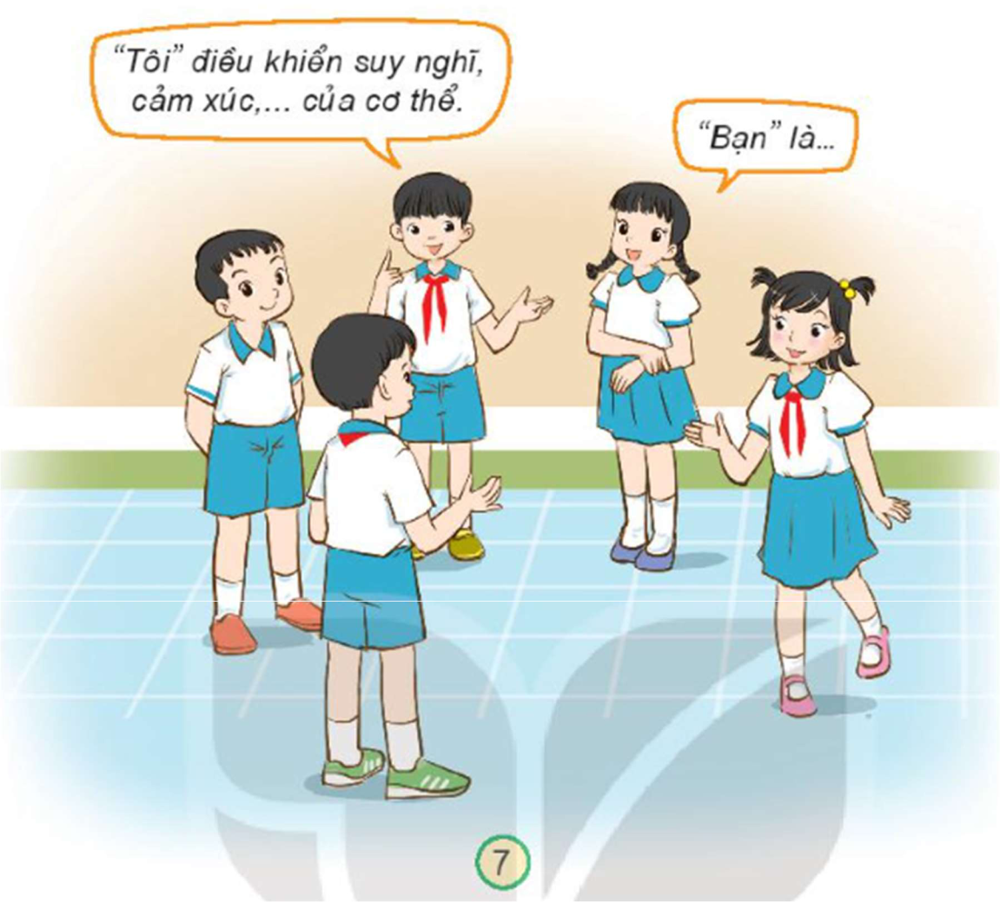 “Tôi” điều khiển suy nghĩ,
cảm xúc,... của cơ thể.
“Bạn” là...
7